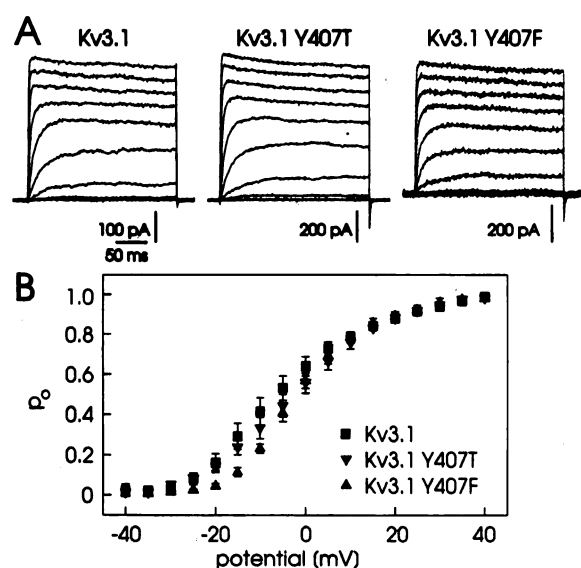 A
Kv3.1 Kv3.1 Y407T Kv3.1 Y407F
100 pA 200 pA 200 pA
50 ms
B
1.0
0.8
0.6
0.4
0.2
0
Po
Kv3.1
Kv3.1 Y407T
Kv3.1 Y407F
-40 -20 0 20 40
potential (mV)